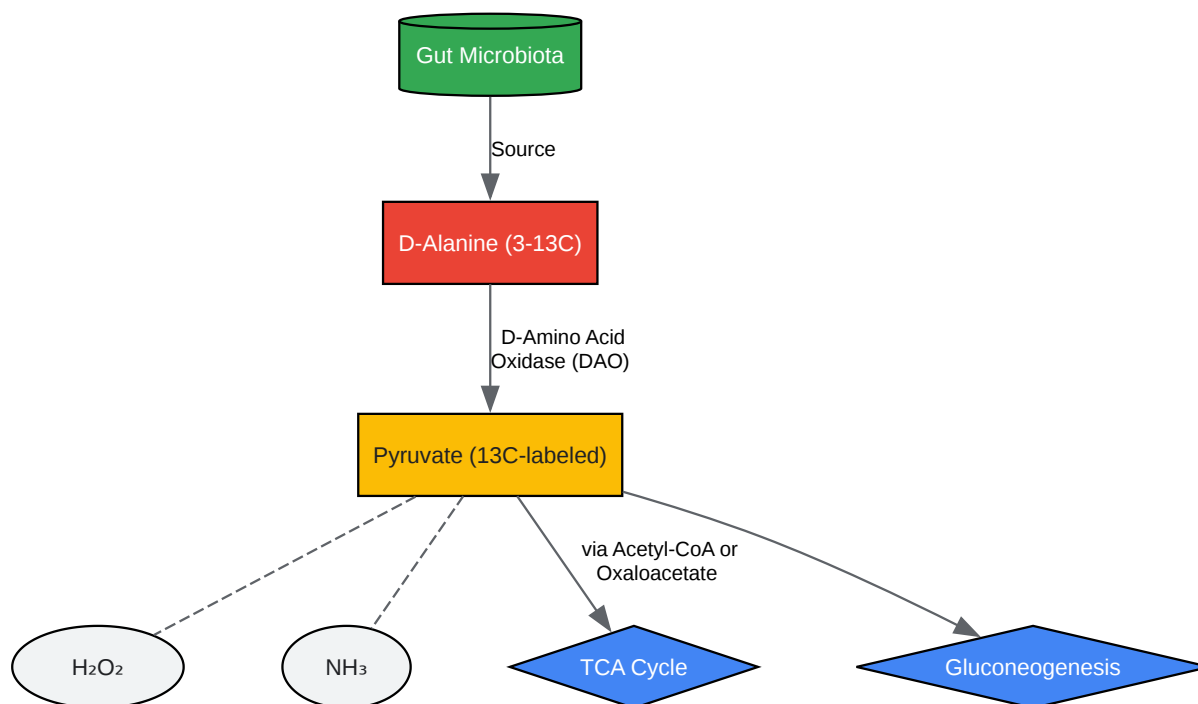 Gut Microbiota
Source
D-Alanine (3-13C)
D-Amino Acid
Oxidase (DAO)
Pyruvate (13C-labeled)
via Acetyl-CoA or
Oxaloacetate
H₂O₂
NH₃
TCA Cycle
Gluconeogenesis